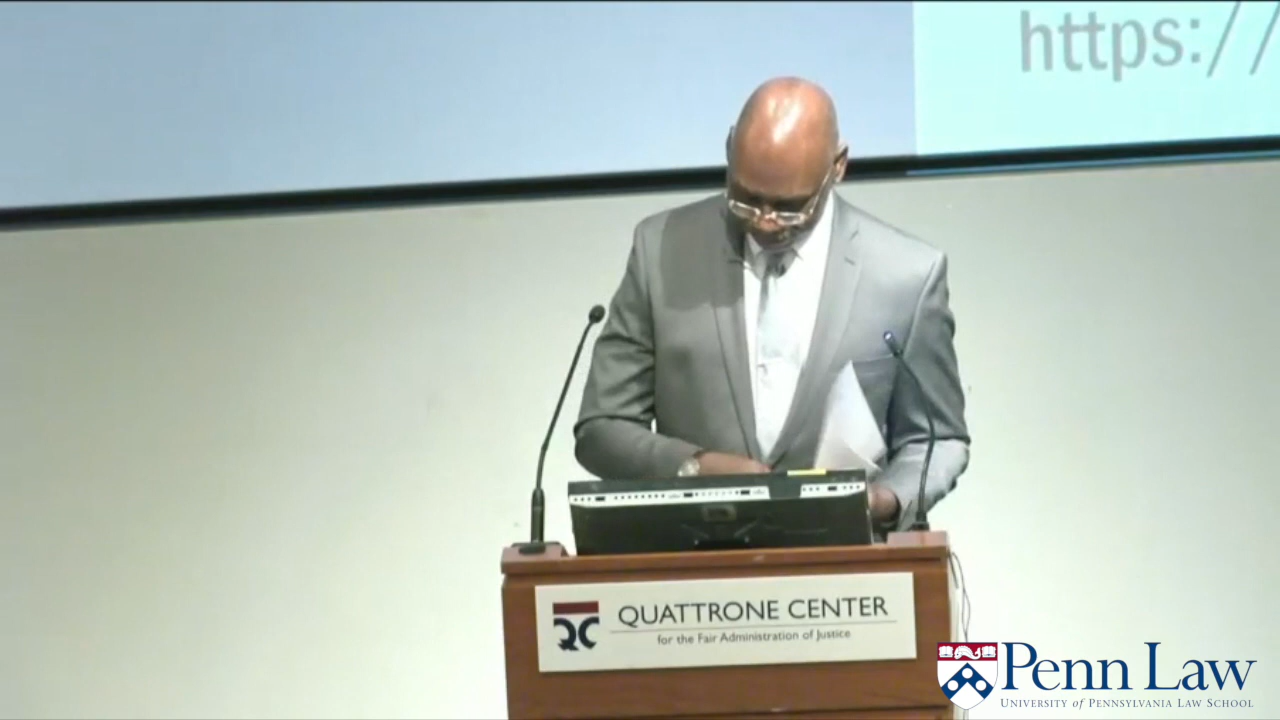 https://
QUATTRONE CENTER
for the Fair Administration of Justice
QC
Penn Law
UNIVERSITY of PENNSYLVANIA LAW SCHOOL